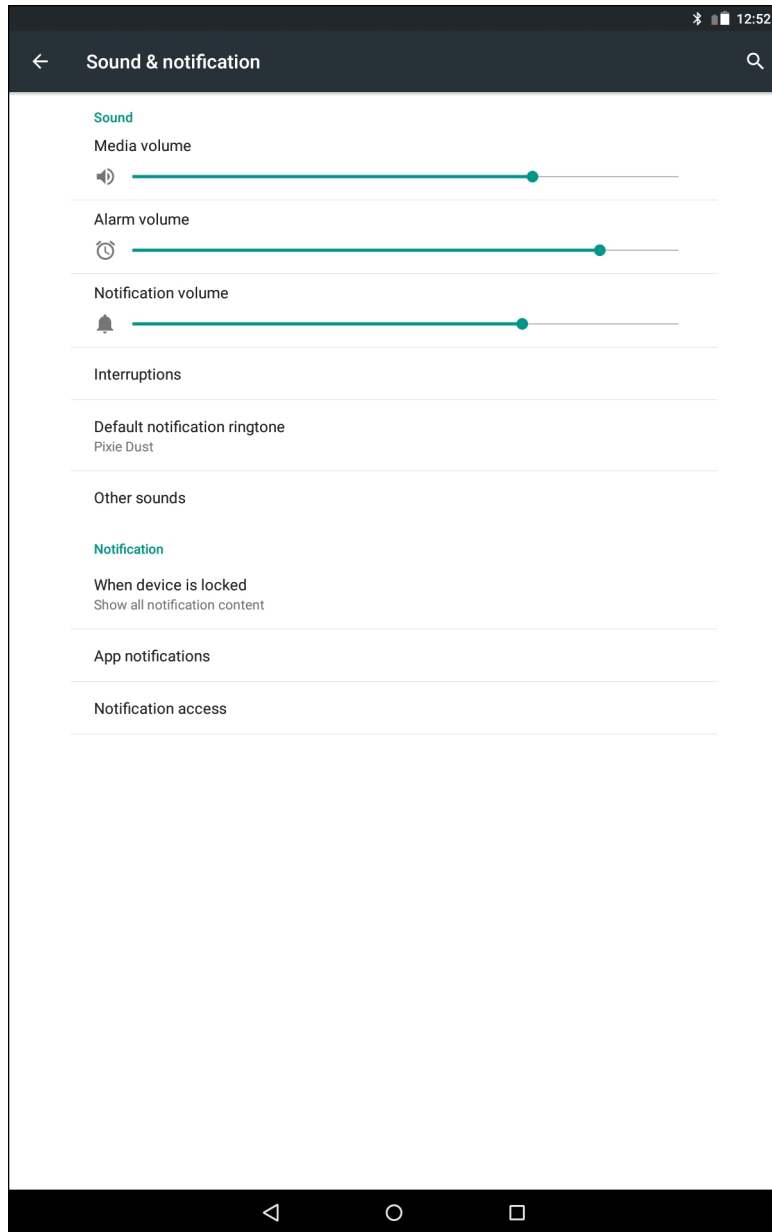 12:52
Sound & notification
Sound
Media volume
Alarm volume
Notification volume
Interruptions
Default notification ringtone
Pixie Dust
Other sounds
Notification
When device is locked
Show all notification content
App notifications
Notification access